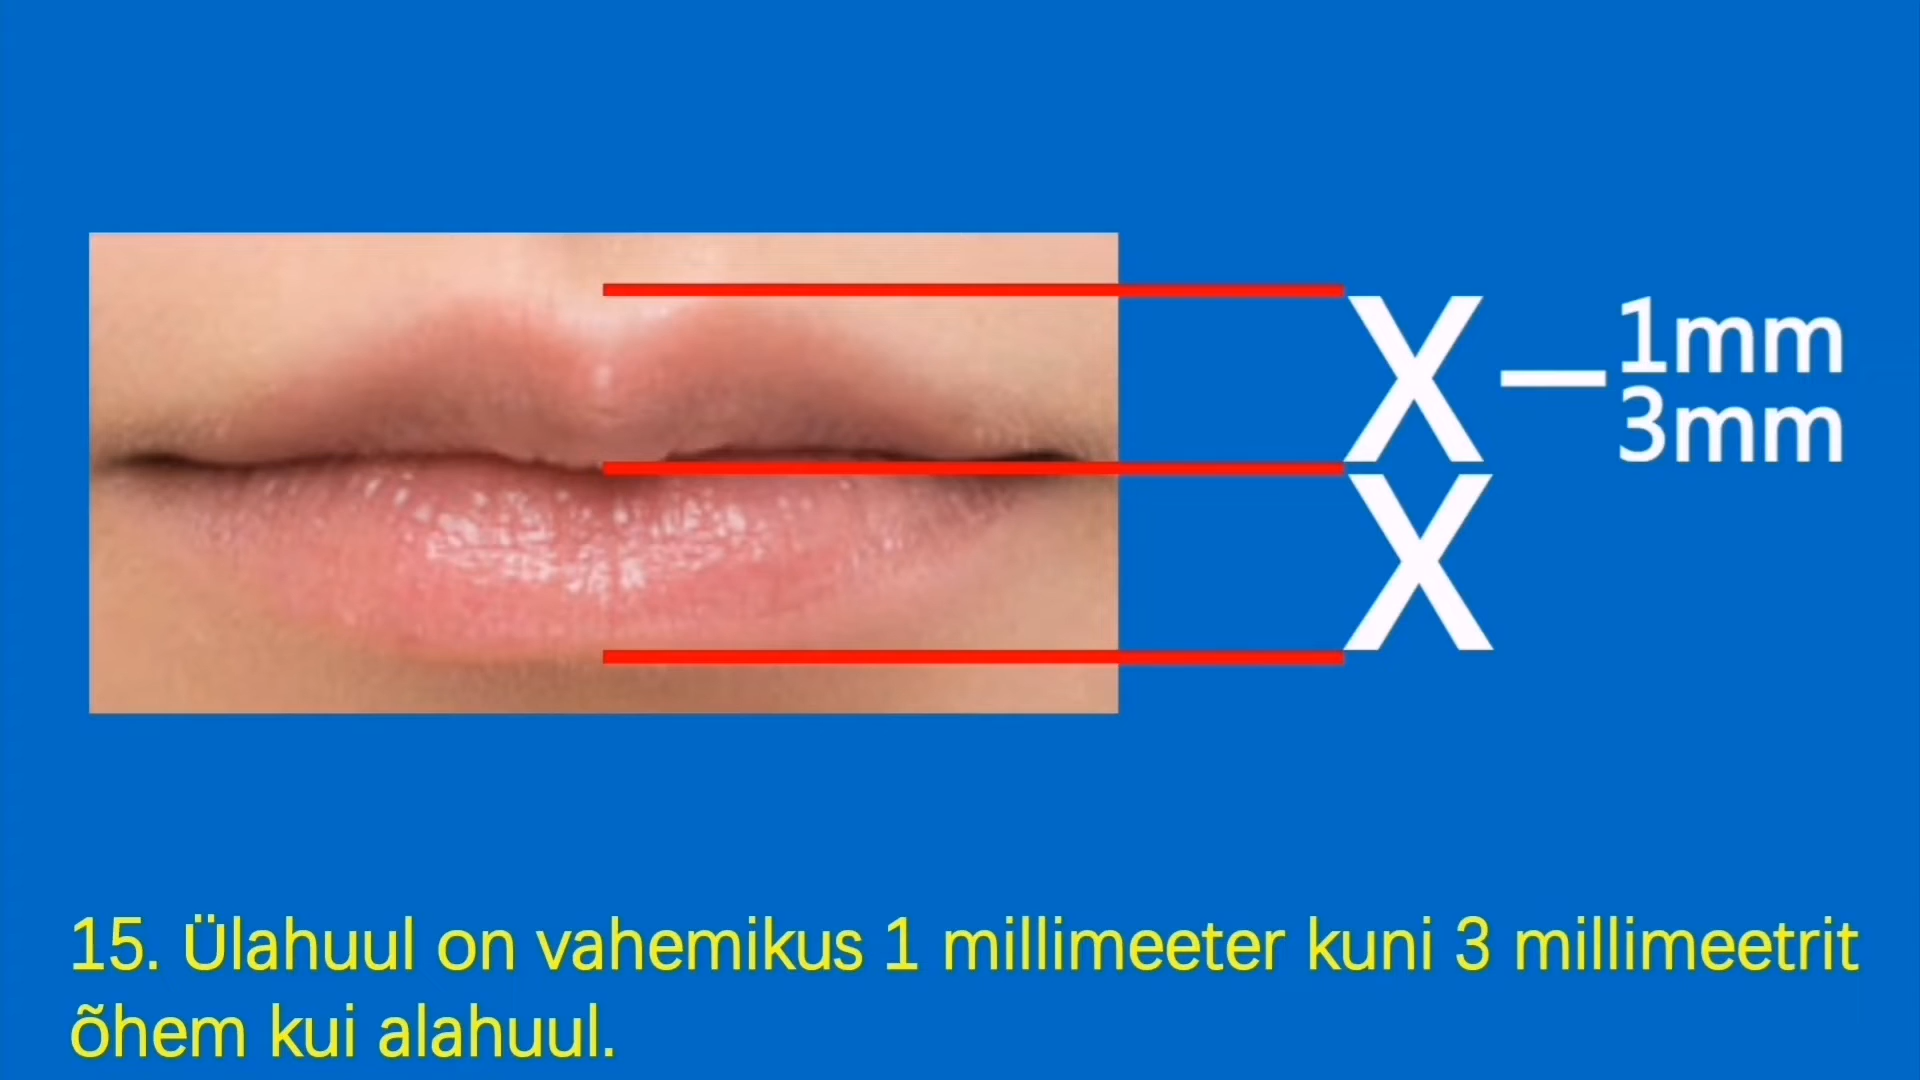 X — 1mm
3mm
X
15. Ülahuul on vahemikus 1 millimeeter kuni 3 millimeetrit
õhem kui alahuul.